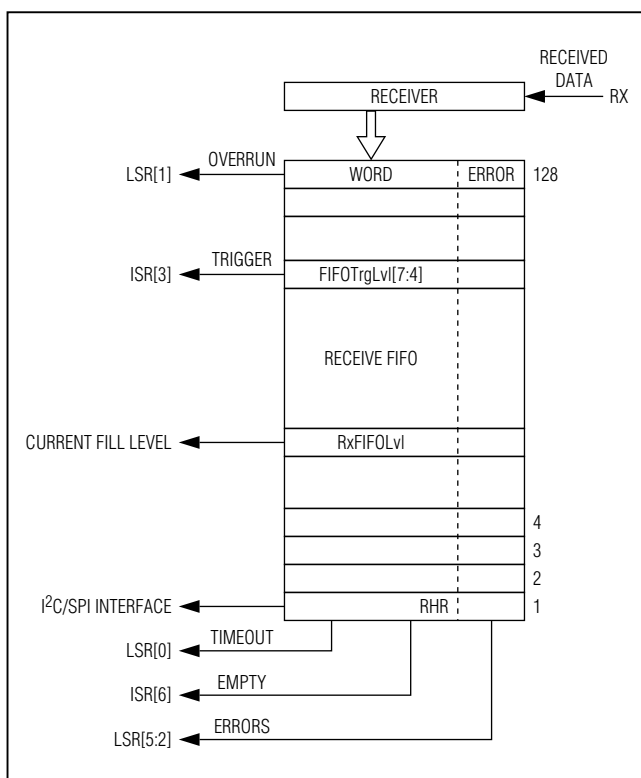 RECEIVED
DATA
RECEIVER
RX
OVERRUN
LSR[1]
WORD
ERROR
128
TRIGGER
ISR[3]
FIFOTrgLvl[7:4]
RECEIVE FIFO
CURRENT FILL LEVEL
RxFIFOLvl
4
3
2
I²C/SPI INTERFACE
RHR
1
TIMEOUT
LSR[0]
EMPTY
ISR[6]
ERRORS
LSR[5:2]